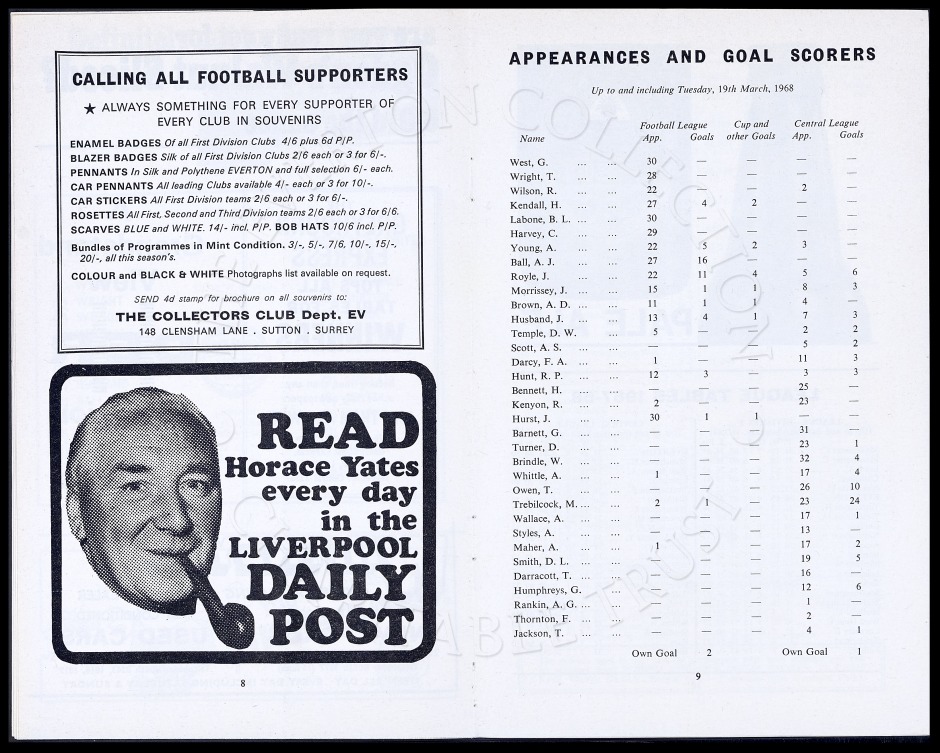 CALLING ALL FOOTBALL SUPPORTERS
★ ALWAYS SOMETHING FOR EVERY SUPPORTER OF
EVERY CLUB IN SOUVENIRS
ENAMEL BADGES Of all First Division Clubs 4/6 plus 6d P/P.
BLAZER BADGES Silk of all First Division Clubs 2/6 each or 3 for 6/-.
PENNANTS In Silk and Polythene EVERTON and full selection 6/- each.
CAR PENNANTS All leading Clubs available 4/- each or 3 for 10/-.
CAR STICKERS All First Division teams 2/6 each or 3 for 6/-.
ROSETTES All First, Second and Third Division teams 2/6 each or 3 for 6/6.
SCARVES BLUE and WHITE. 14/- incl. P/P. BOB HATS 10/6 incl. P/P.
Bundles of Programmes in Mint Condition. 3/-, 5/-, 7/6, 10/-, 15/-.
20/-, all this season's.
COLOUR and BLACK & WHITE Photographs list available on request.
SEND 4d stamp for brochure on all souvenirs to:
THE COLLECTORS CLUB Dept. EV
148 CLENSHAM LANE . SUTTON . SURREY
READ
Horace Yates
every day
in the
LIVERPOOL
DAILY
POST
8
APPEARANCES AND GOAL SCORERS
Up to and including Tuesday, 19th March, 1968
Football League Cup and Central League
Name App. Goals other Goals App. Goals
West, G. ... ... 30 — — — —
Wright, T. ... ... 28 — — — —
Wilson, R. ... ... 22 — — 2 —
Kendall, H. ... ... 27 4 2 — —
Labone, B. L. ... ... 30 — — — —
Harvey, C. ... ... 29 — — — —
Young, A. ... ... 22 5 2 3 —
Ball, A. J. ... ... 27 16 — — —
Royle, J. ... ... 22 11 4 5 6
Morrissey, J. ... ... 15 1 1 8 3
Brown, A. D. ... ... 11 1 1 4 —
Husband, J. ... ... 13 4 1 7 3
Temple, D. W. ... ... 5 — — 2 2
Scott, A. S. ... ... — — — 5 2
Darcy, F. A. ... ... 1 — — 11 3
Hunt, R. P. ... ... 12 3 — 3 3
Bennett, H. ... ... — — — 25 —
Kenyon, R. ... ... 2 — — 23 —
Hurst, J. ... ... 30 1 1 — —
Barnett, G. ... ... — — — 31 —
Turner, D. ... ... — — — 23 1
Brindle, W. ... ... — — — 32 4
Whittle, A. ... ... 1 — — 17 4
Owen, T. ... ... — — — 26 10
Trebilcock, M. ... ... 2 1 — 23 24
Wallace, A. ... ... — — — 17 1
Styles, A. ... ... — — — 13 —
Maher, A. ... ... 1 — — 17 2
Smith, D. L. ... ... — — — 19 5
Darracott, T. ... ... — — — 16 —
Humphreys, G. ... — — — 12 6
Rankin, A. G. ... ... — — — 1 —
Thornton, F. ... ... — — — 2 —
Jackson, T. ... ... — — — 4 1
Own Goal 2 Own Goal 1
9